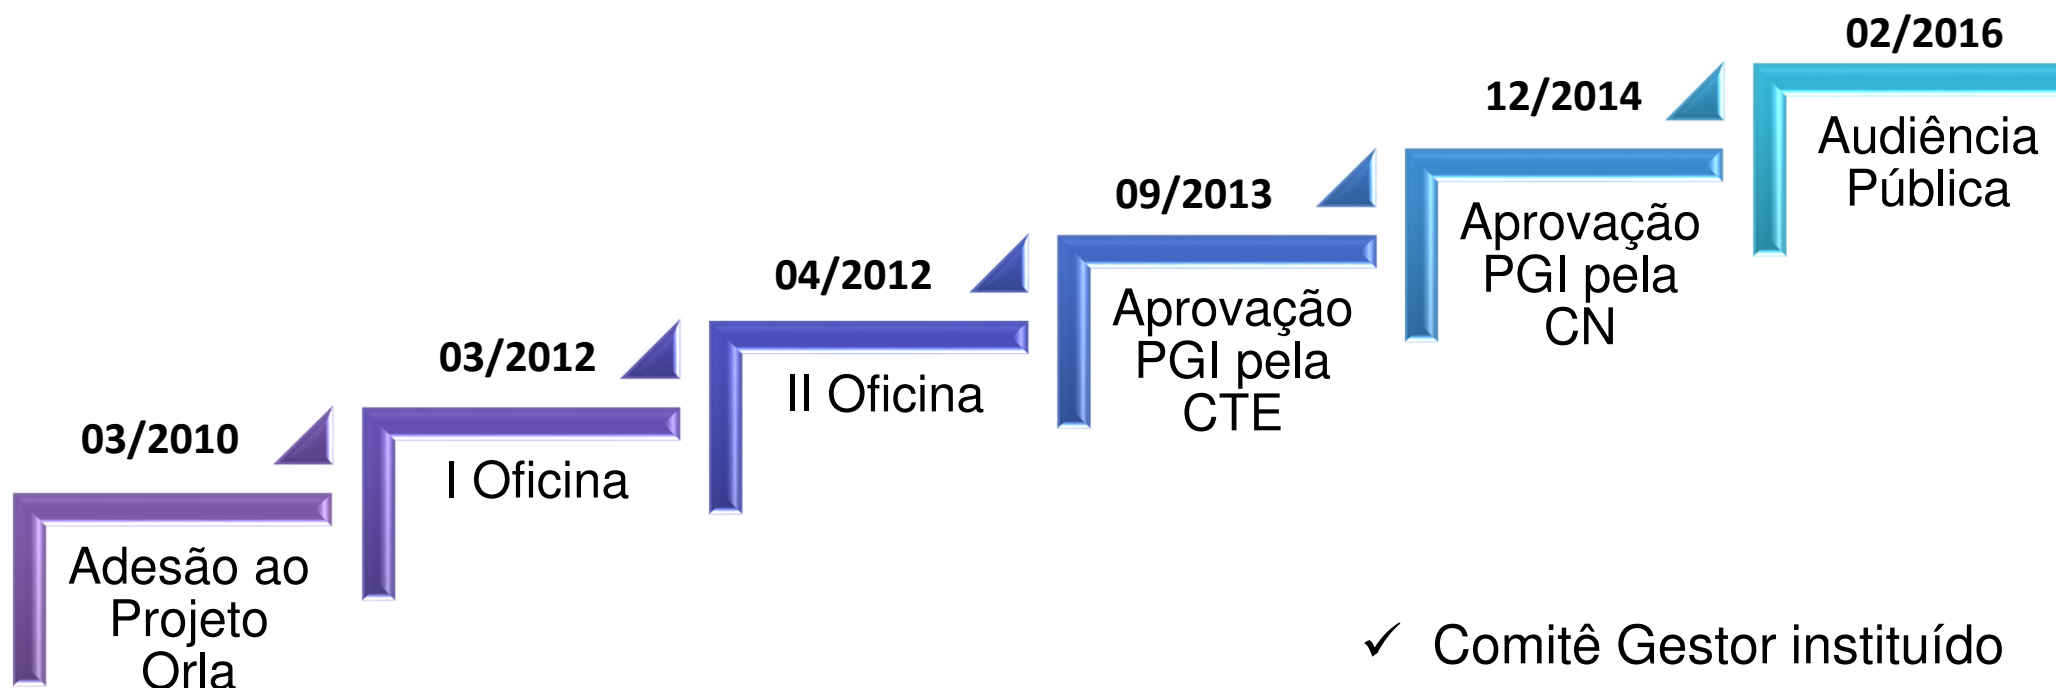 03/2010
Adesão ao
Projeto
Orla
03/2012
I Oficina
04/2012
II Oficina
09/2013
Aprovação
PGI pela
CTE
12/2014
Aprovação
PGI pela
CN
02/2016
Audiência
Pública
✓ Comitê Gestor instituído